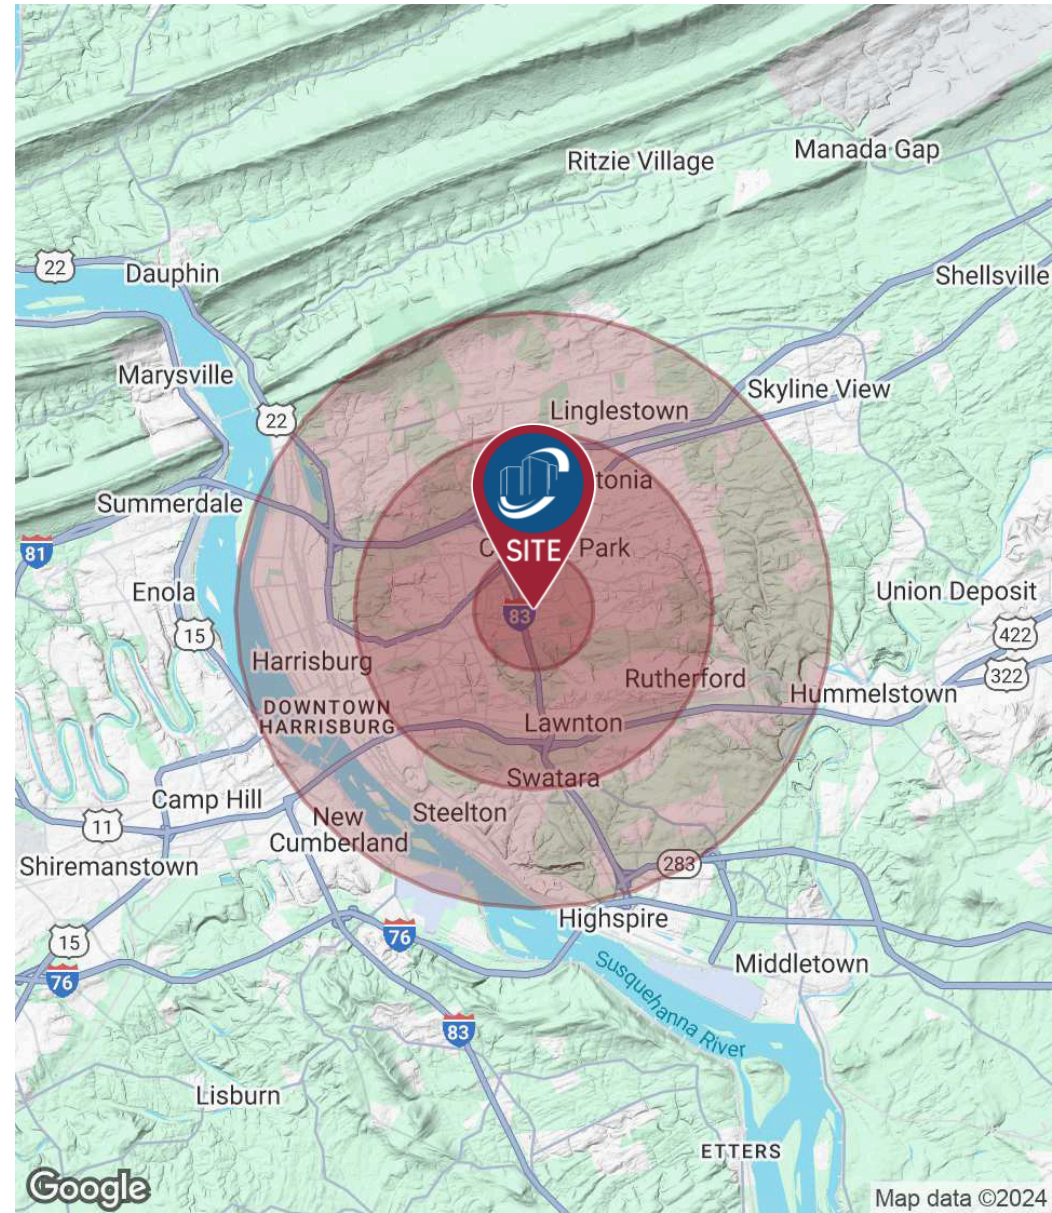 Ritzie Village
Manada Gap
22
Dauphin
Shellsville
Marysville
Skyline View
Linglestown
22
tonia
Summerdale
SITE
C
Park
81
Enola
Union Deposit
83
15
422
Harrisburg
322
Rutherford
Hummelstown
DOWNTOWN
HARRISBURG
Lawnton
Swatara
Camp Hill
Steelton
11
New
Cumberland
Shiremanstown
283
Highspire
15
76
76
Middletown
Susquehanna River
83
Lisburn
ETTERS
Google
Map data ©2024